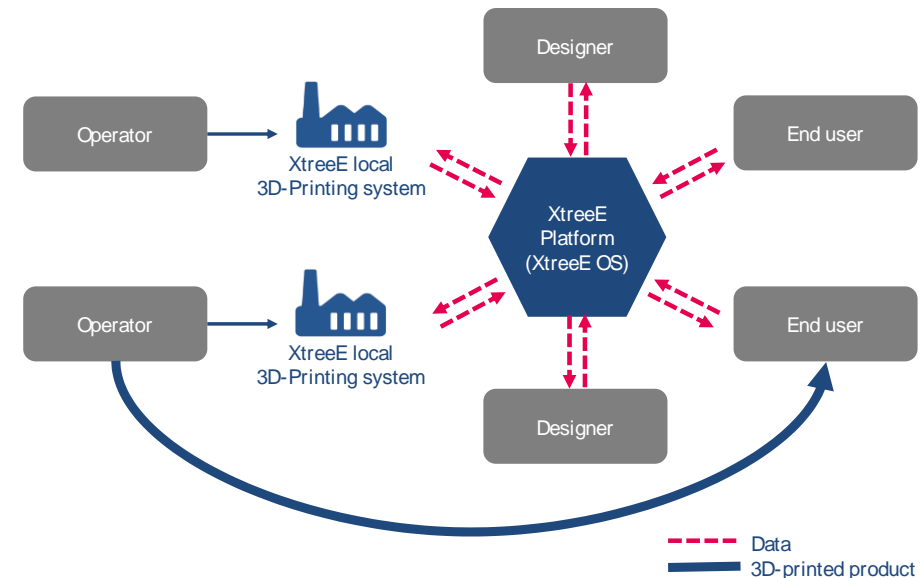 Designer
Operator
End user
XtreeE local
3D-Printing system
XtreeE
Platform
(XtreeE OS)
Operator
End user
XtreeE local
3D-Printing system
Designer
Data
3D-printed product